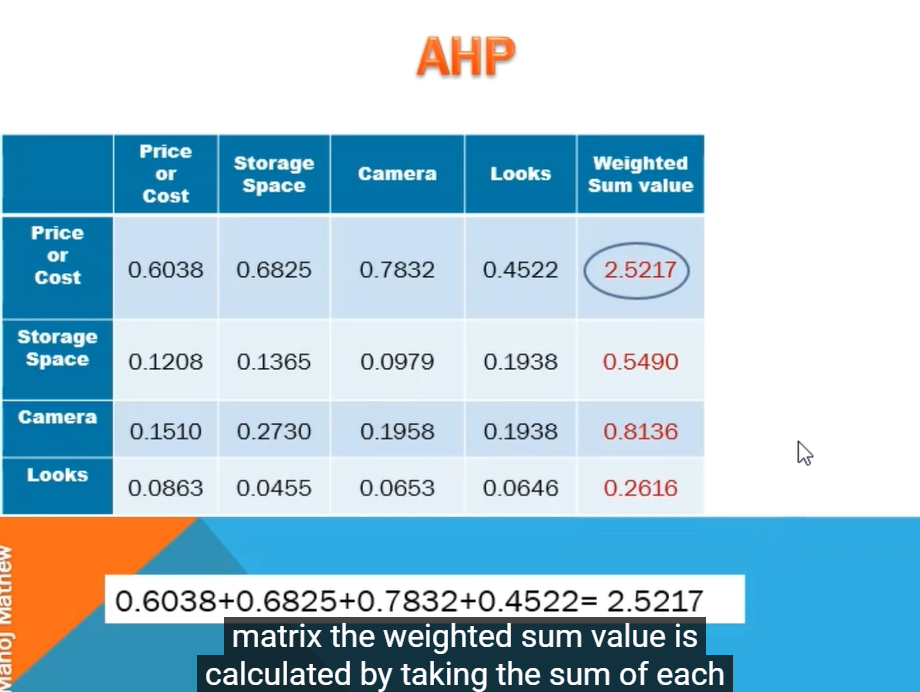 AHP
Price or Cost Storage Space Camera Looks Weighted Sum value
Price or Cost 0.6038 0.6825 0.7832 0.4522 2.5217
Storage Space 0.1208 0.1365 0.0979 0.1938 0.5490
Camera 0.1510 0.2730 0.1958 0.1938 0.8136
Looks 0.0863 0.0455 0.0653 0.0646 0.2616
Manoj Mathew
0.6038+0.6825+0.7832+0.4522= 2.5217
matrix the weighted sum value is
calculated by taking the sum of each